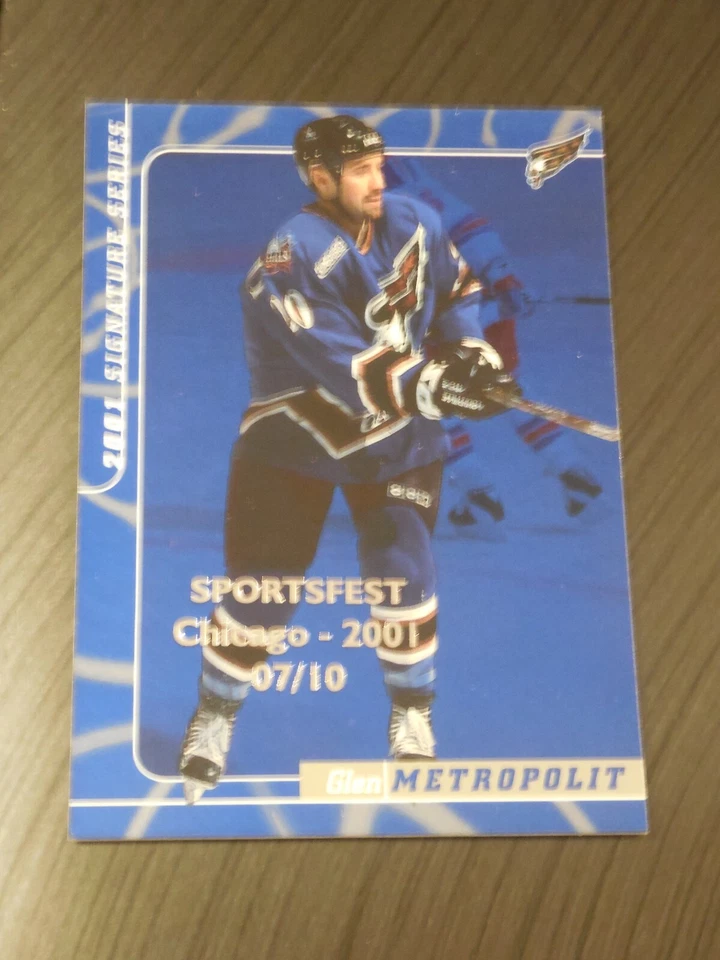 2001 SIGNATURE SERIES
SPORTSFEST
Chicago - 2001
07/10
Glen METROPOLIT